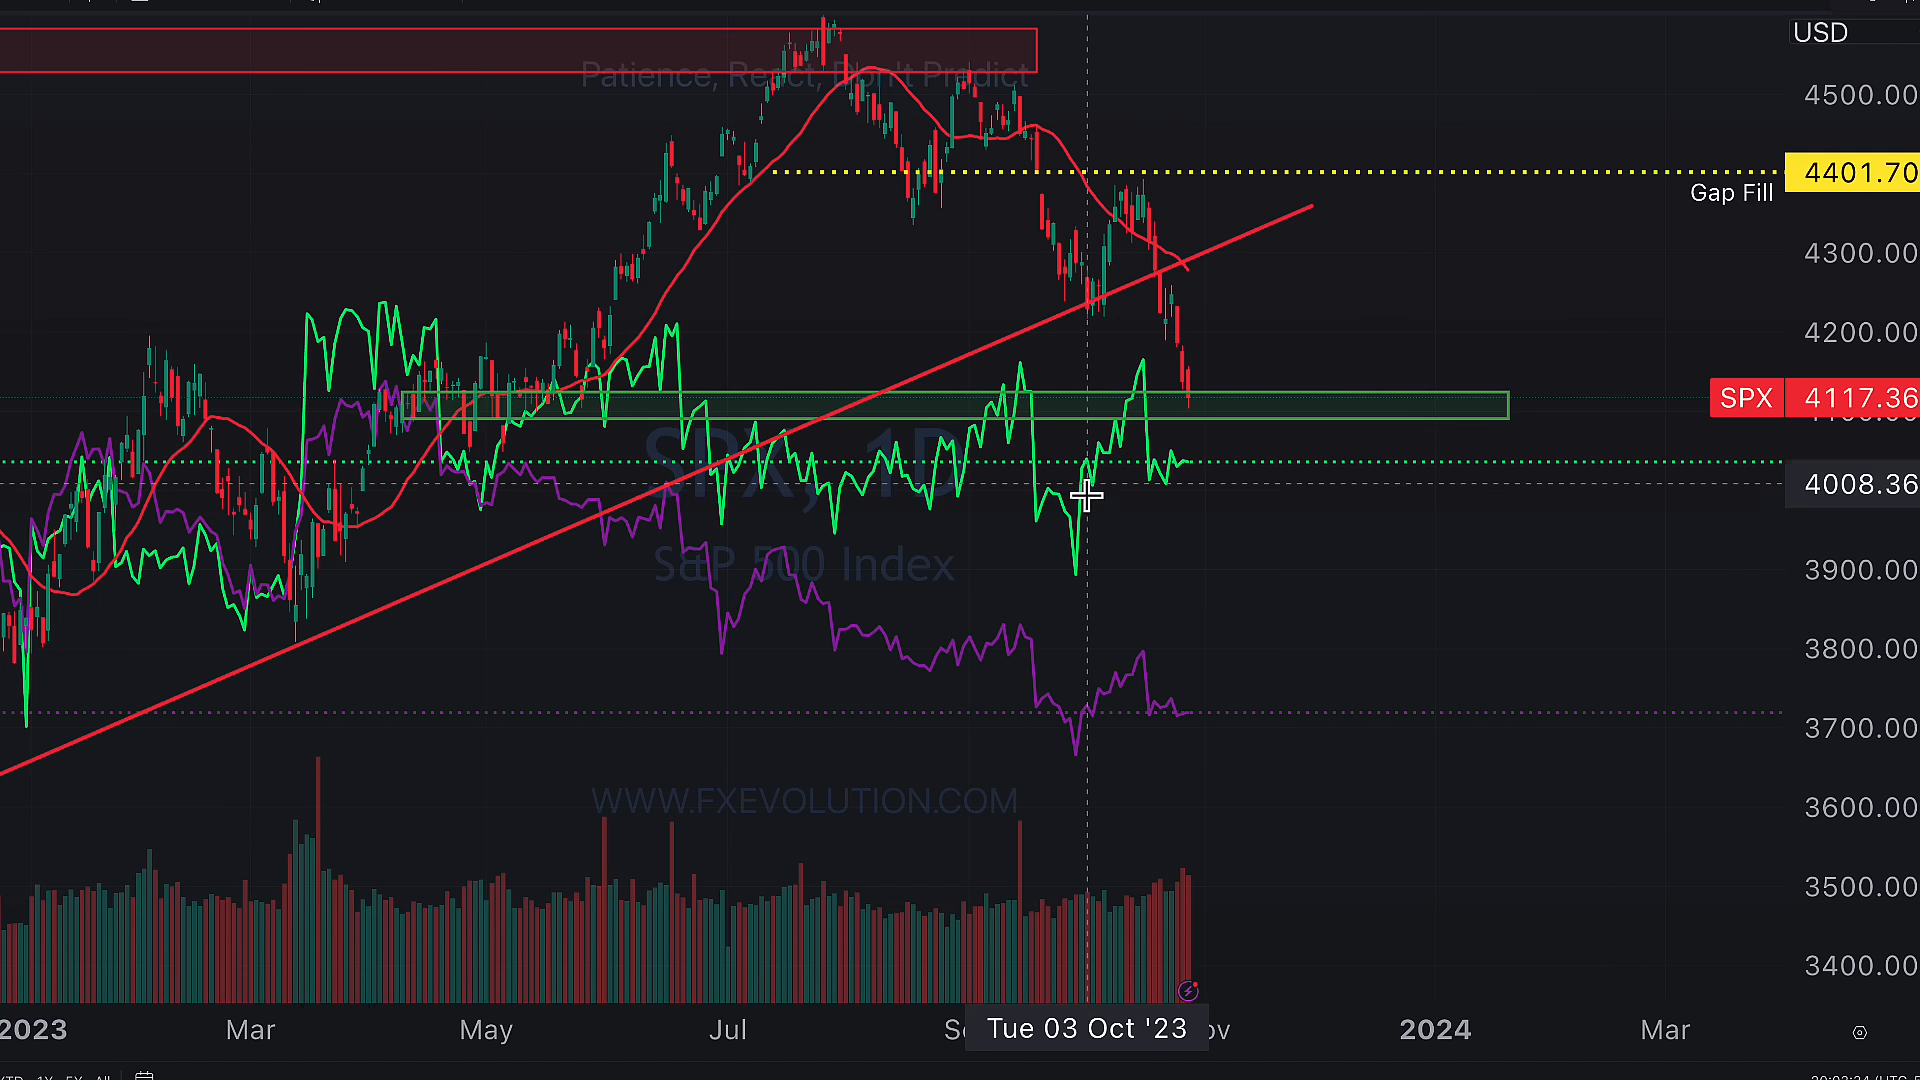 USD
Patience, React, Don't Predict
4500.00
4401.70
Gap Fill
4300.00
4200.00
SPX 4117.36
SPX, 1D
4008.36
S&P 500 Index
3900.00
3800.00
3700.00
WWW.FXEVOLUTION.COM
3600.00
3500.00
3400.00
2023 Mar May Jul Tue 03 Oct '23 2024 Mar